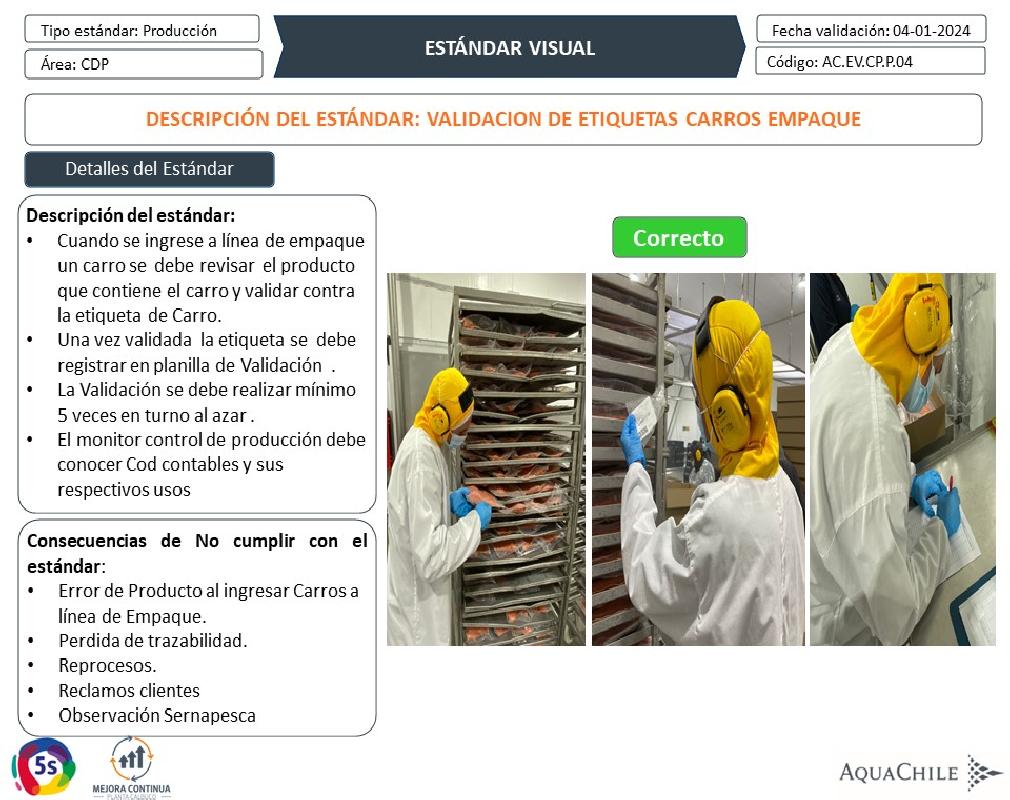 Tipo estándar: Producción
Área: CDP
ESTÁNDAR VISUAL
Fecha validación: 04-01-2024
Código: AC.EV.CP.P.04
DESCRIPCIÓN DEL ESTÁNDAR: VALIDACION DE ETIQUETAS CARROS EMPAQUE
Detalles del Estándar
Descripción del estándar:
• Cuando se ingrese a línea de empaque
un carro se debe revisar el producto
que contiene el carro y validar contra
la etiqueta de Carro.
• Una vez validada la etiqueta se debe
registrar en planilla de Validación .
• La Validación se debe realizar mínimo
5 veces en turno al azar .
• El monitor control de producción debe
conocer Cod contables y sus
respectivos usos
Consecuencias de No cumplir con el
estándar:
• Error de Producto al ingresar Carros a
línea de Empaque.
• Perdida de trazabilidad.
• Reprocesos.
• Reclamos clientes
• Observación Sernapesca
Correcto
5s
MEJORA CONTINUA
PLANTA CALBUCO
AQUACHILE